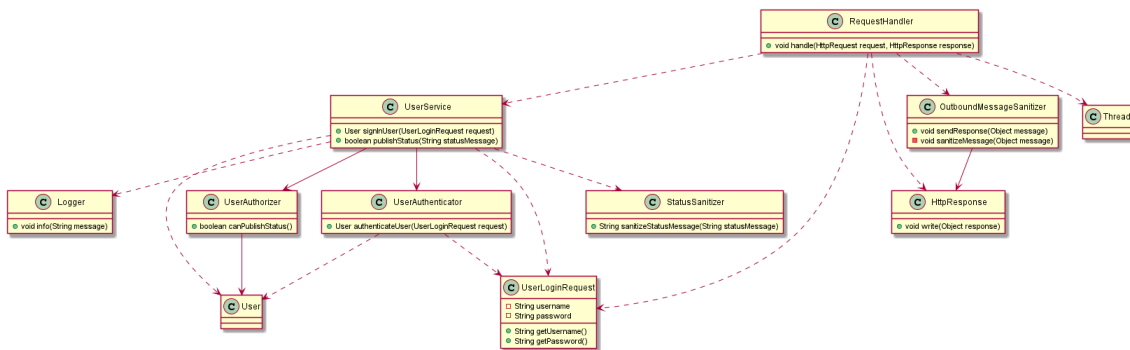 C RequestHandler
void handle(HttpRequest request, HttpResponse response)
C UserService
User signInUser(UserLoginRequest request)
boolean publishStatus(String statusMessage)
C OutboundMessageSanitizer
void sendResponse(Object message)
void sanitizeMessage(Object message)
C Thread
C Logger
void info(String message)
C UserAuthorizer
boolean canPublishStatus()
C UserAuthenticator
User authenticateUser(UserLoginRequest request)
C StatusSanitizer
String sanitizeStatusMessage(String statusMessage)
C HttpResponse
void write(Object response)
C User
C UserLoginRequest
String username
String password
String getUsername()
String getPassword()